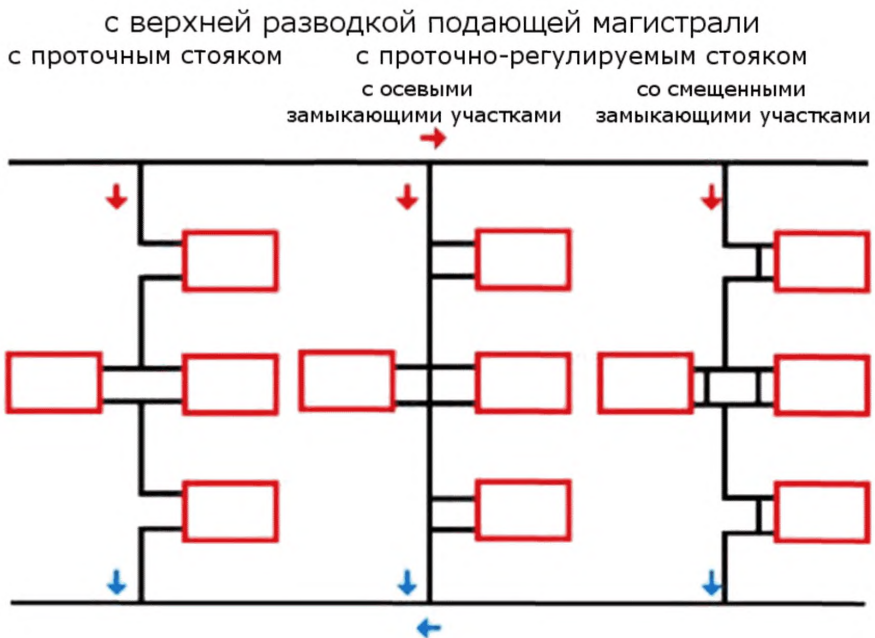 с верхней разводкой подающей магистрали
с проточным стояком
с проточно-регулируемым стояком
с осевыми
замыкающими участками
со смещенными
замыкающими участками